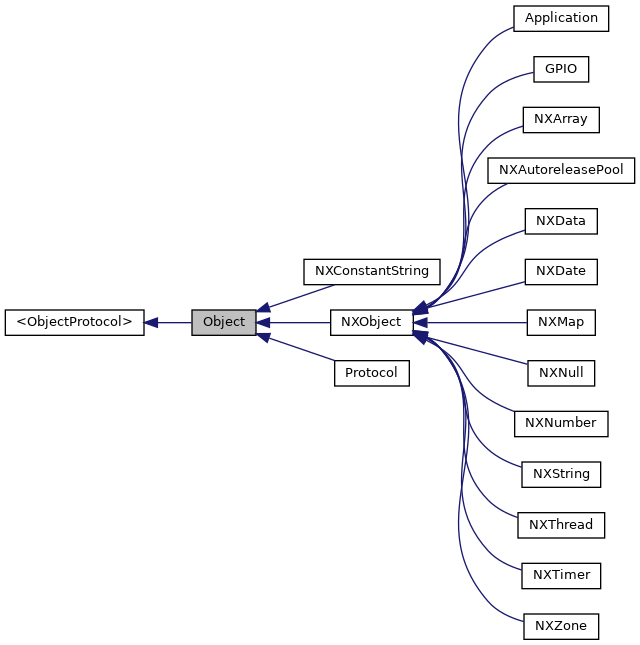 Application
GPIO
NXArray
NXAutoreleasePool
NXData
NXConstantString
NXDate
<ObjectProtocol>
Object
NXObject
NXMap
Protocol
NXNull
NXNumber
NXString
NXThread
NXTimer
NXZone